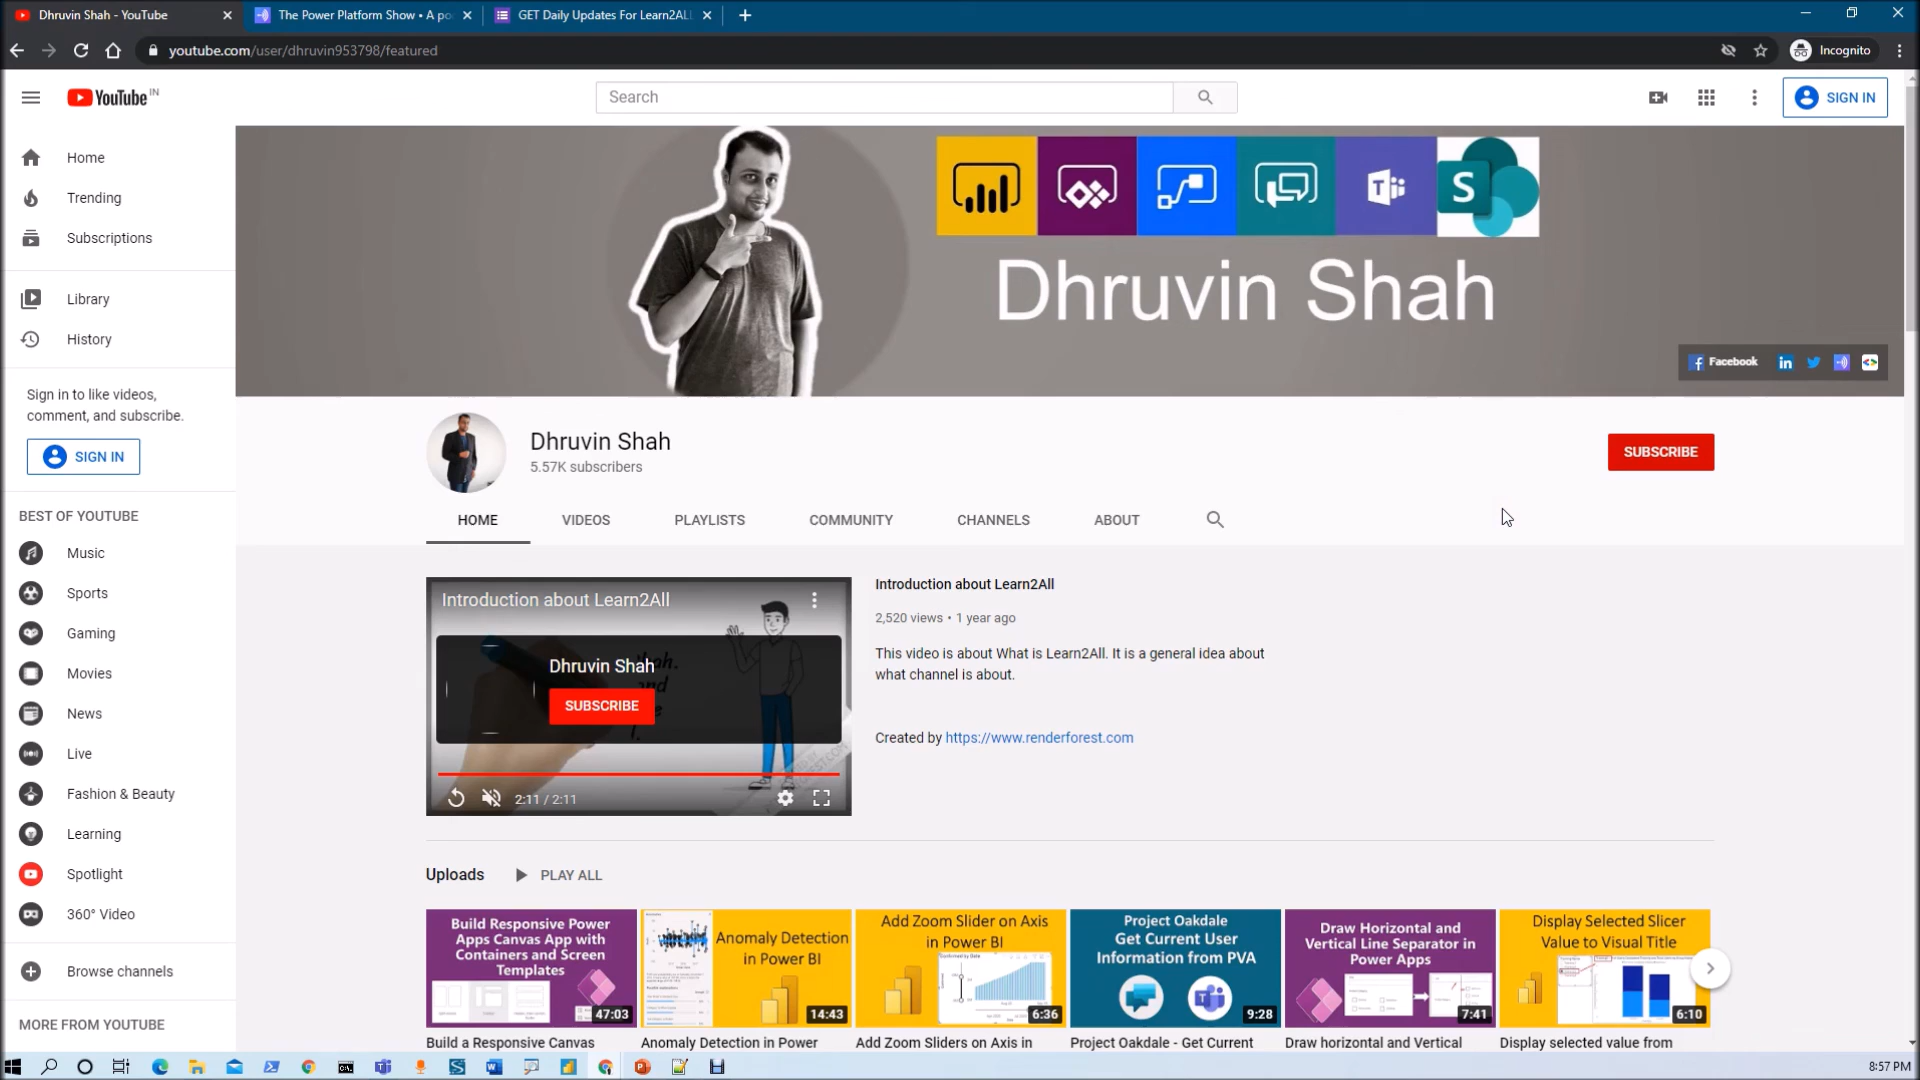 Dhruvin Shah - YouTube
The Power Platform Show • A po
GET Daily Updates For Learn2ALL
youtube.com/user/dhruvin953798/featured
Incognito
YouTube IN
Search
SIGN IN
Home
Trending
Subscriptions
Library
History
Sign in to like videos,
comment, and subscribe.
SIGN IN
BEST OF YOUTUBE
Music
Sports
Gaming
Movies
News
Live
Fashion & Beauty
Learning
Spotlight
360° Video
Browse channels
MORE FROM YOUTUBE
Dhruvin Shah
Facebook
Dhruvin Shah
5.57K subscribers
SUBSCRIBE
HOME
VIDEOS
PLAYLISTS
COMMUNITY
CHANNELS
ABOUT
Introduction about Learn2All
Dhruvin Shah
SUBSCRIBE
2:11 / 2:11
Introduction about Learn2All
2,520 views • 1 year ago
This video is about What is Learn2All. It is a general idea about
what channel is about.
Created by https://www.renderforest.com
Uploads
PLAY ALL
Build Responsive Power
Apps Canvas App with
Containers and Screen
Templates
47:03
Build a Responsive Canvas
Anomaly Detection
in Power BI
14:43
Anomaly Detection in Power
Add Zoom Slider on Axis
in Power BI
6:36
Add Zoom Sliders on Axis in
Project Oakdale
Get Current User
Information from PVA
9:28
Project Oakdale - Get Current
Draw Horizontal and
Vertical Line Separator in
Power Apps
7:41
Draw horizontal and Vertical
Display Selected Slicer
Value to Visual Title
6:10
Display selected value from
8:57 PM